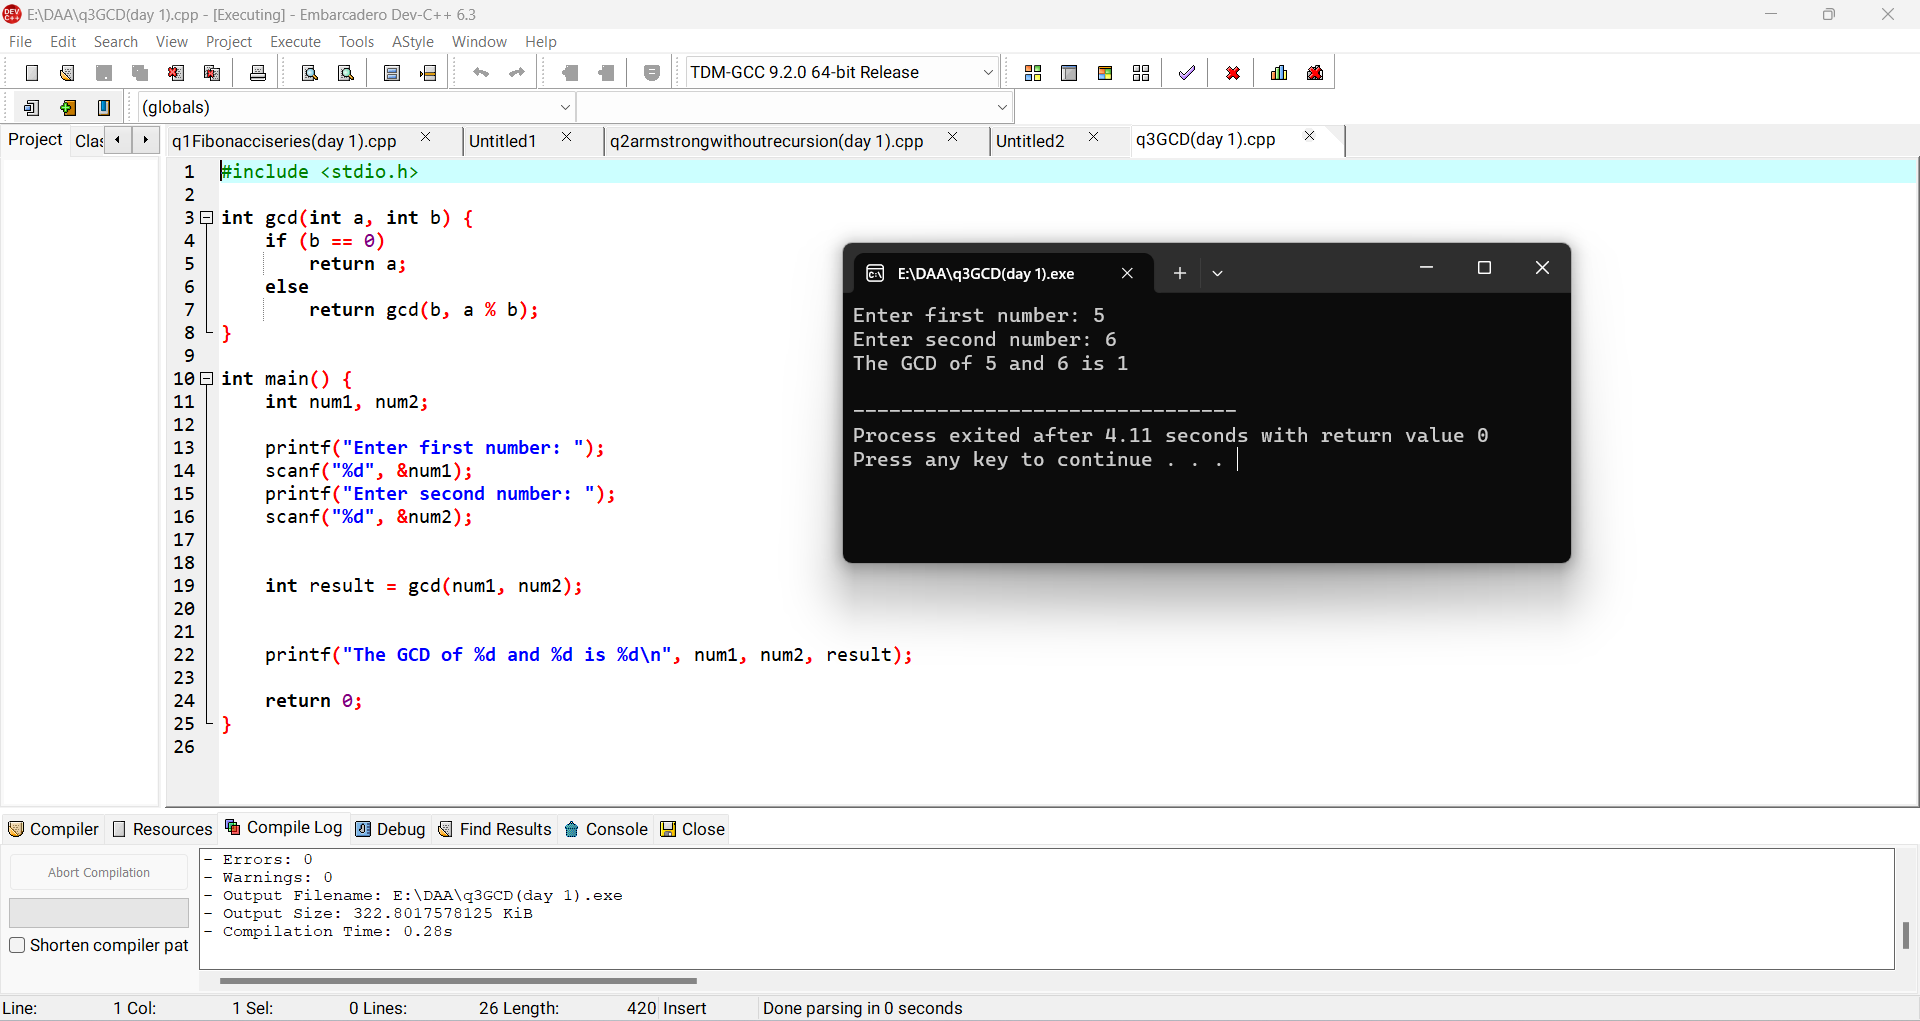 E:\DAA\q3GCD(day 1).cpp - [Executing] - Embarcadero Dev-C++ 6.3
File Edit Search View Project Execute Tools AStyle Window Help
TDM-GCC 9.2.0 64-bit Release
(globals)
Project Clas q1Fibonacciseries(day 1).cpp Untitled1 q2armstrongwithoutrecursion(day 1).cpp Untitled2 q3GCD(day 1).cpp
1 #include <stdio.h>
2
3 int gcd(int a, int b) {
4 if (b == 0)
5 return a;
6 else
7 return gcd(b, a % b);
8 }
9
10 int main() {
11 int num1, num2;
12
13 printf("Enter first number: ");
14 scanf("%d", &num1);
15 printf("Enter second number: ");
16 scanf("%d", &num2);
17
18
19 int result = gcd(num1, num2);
20
21
22 printf("The GCD of %d and %d is %d\n", num1, num2, result);
23
24 return 0;
25 }
26
E:\DAA\q3GCD(day 1).exe
Enter first number: 5
Enter second number: 6
The GCD of 5 and 6 is 1
--------------------------------
Process exited after 4.11 seconds with return value 0
Press any key to continue . . .
Compiler Resources Compile Log Debug Find Results Console Close
Abort Compilation
Shorten compiler pat
- Errors: 0
- Warnings: 0
- Output Filename: E:\DAA\q3GCD(day 1).exe
- Output Size: 322.8017578125 KiB
- Compilation Time: 0.28s
Line: 1 Col: 1 Sel: 0 Lines: 26 Length: 420 Insert Done parsing in 0 seconds